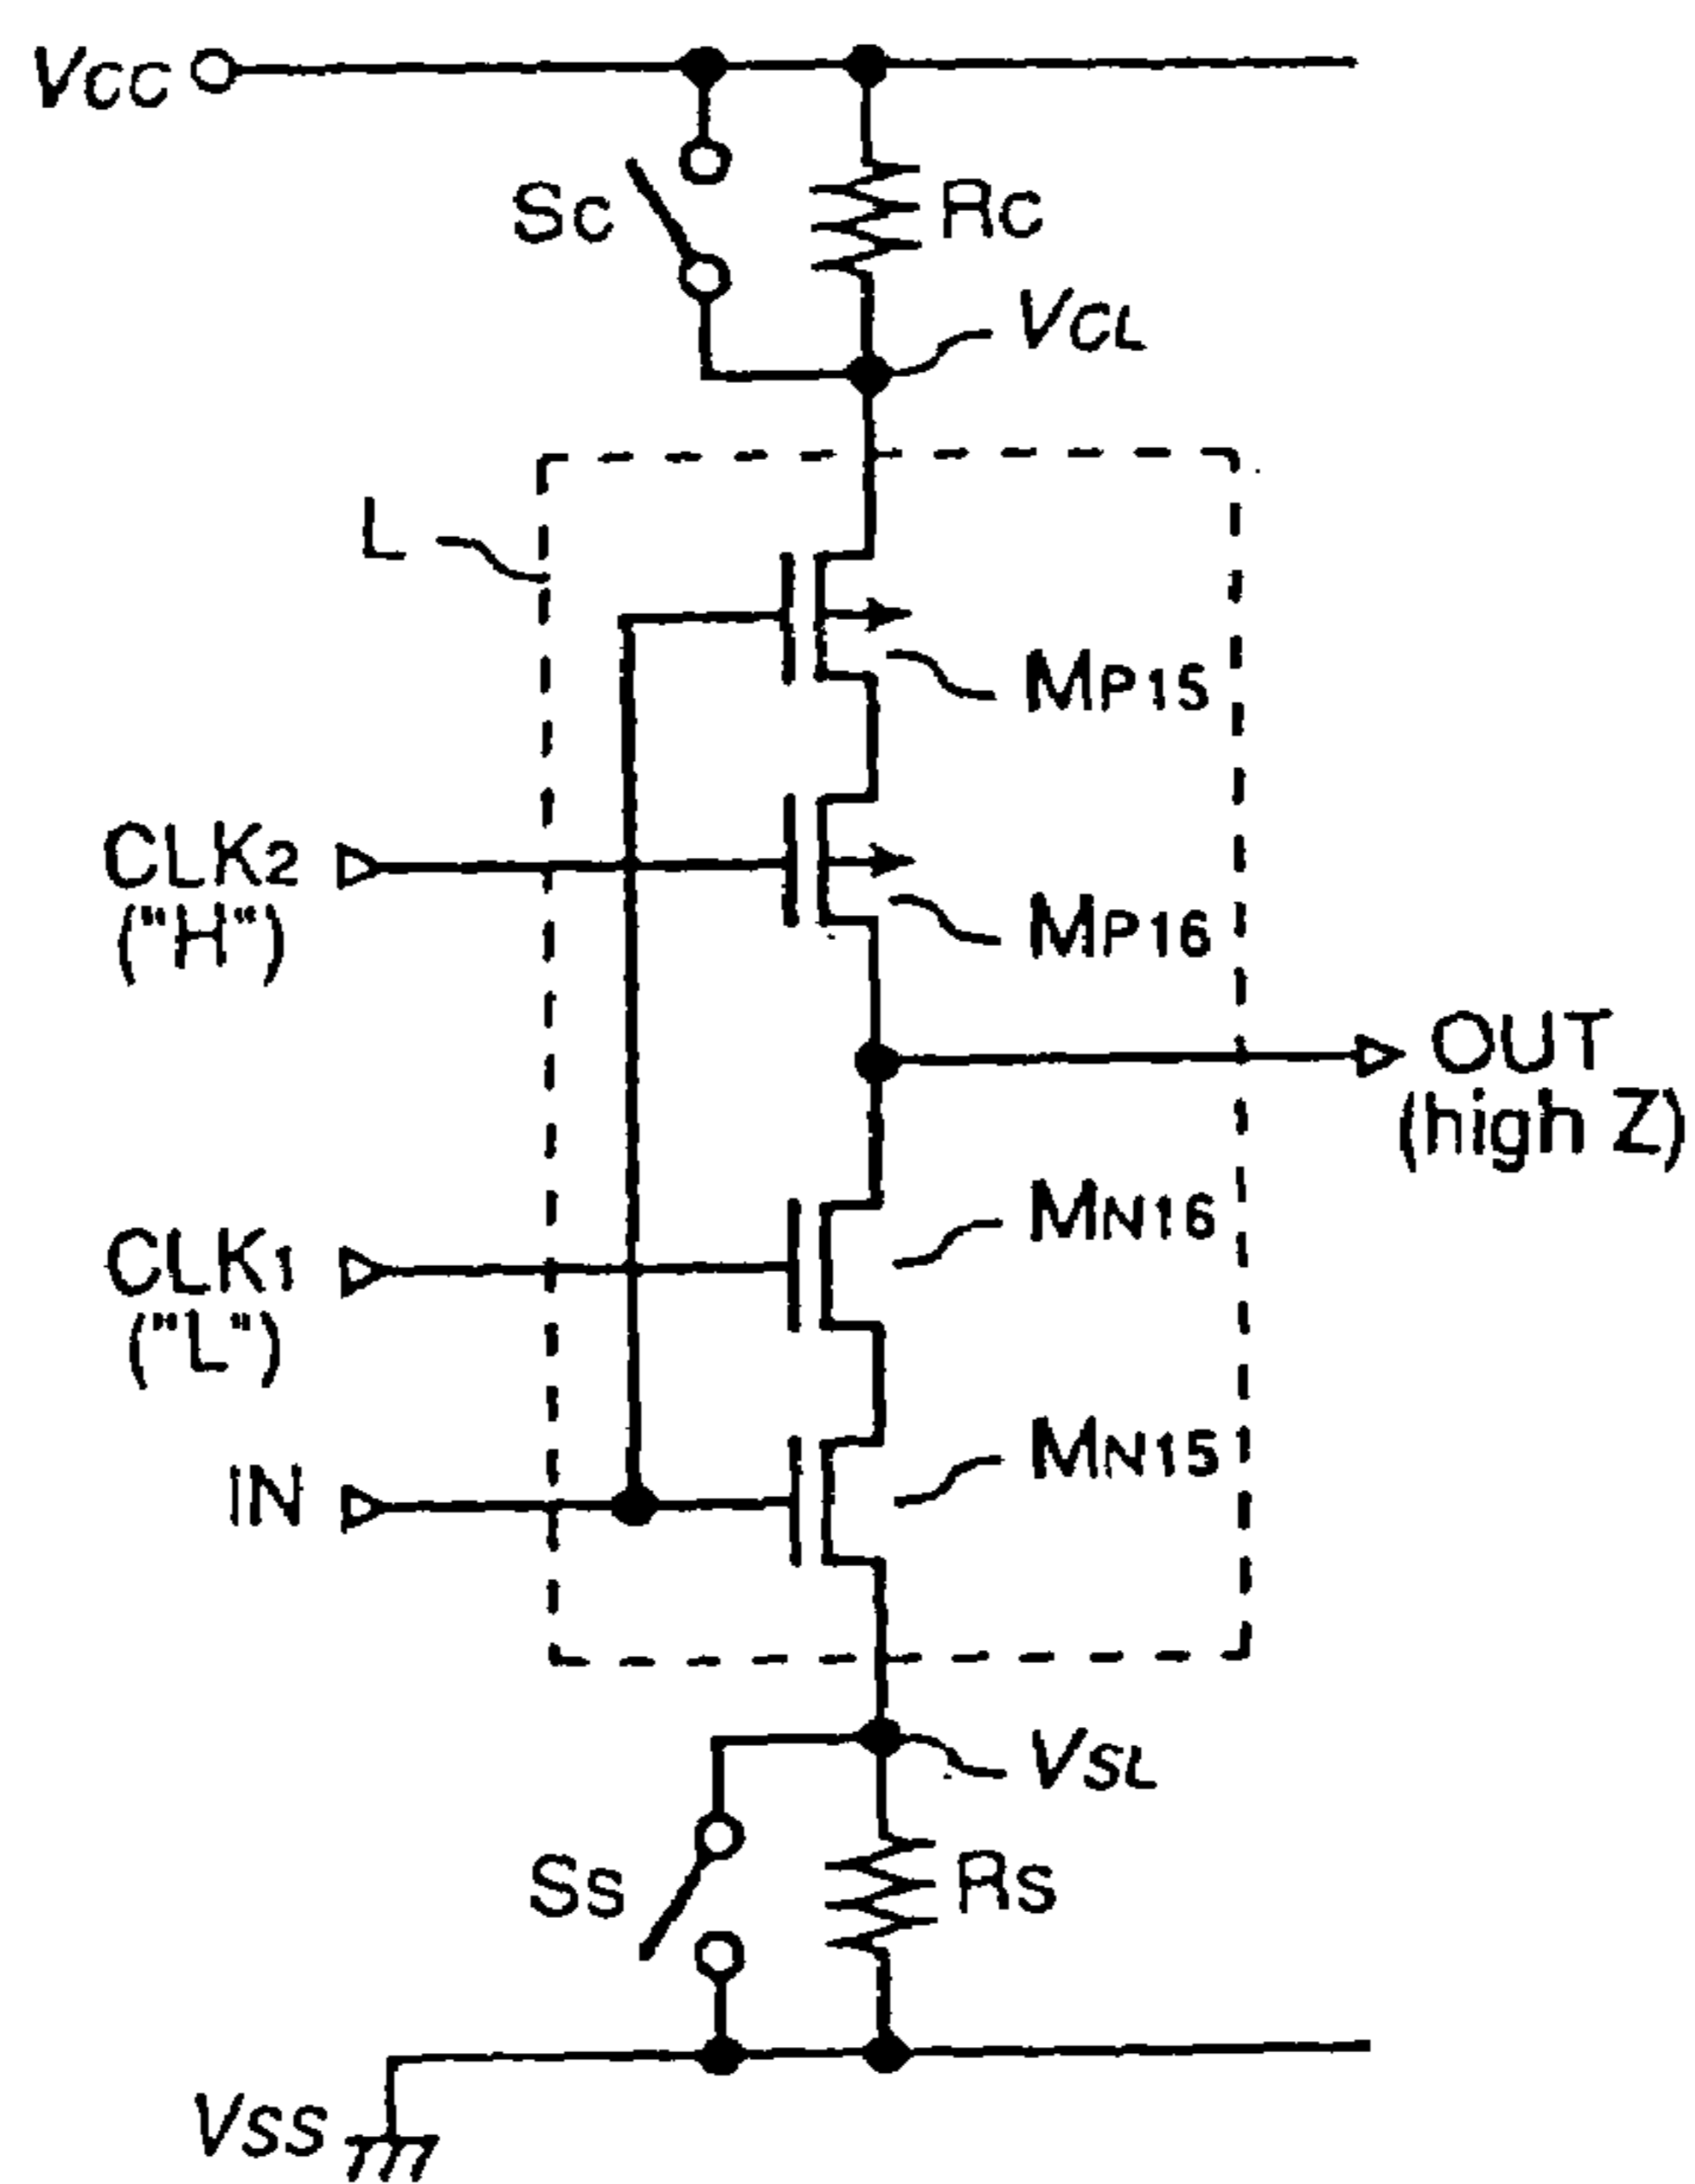 VCC
SC
RC
VCL
L
MP15
CLK2
("H")
MP16
OUT
(high Z)
MN16
CLK1
("L")
MN15
IN
VSL
SS
RS
VSS